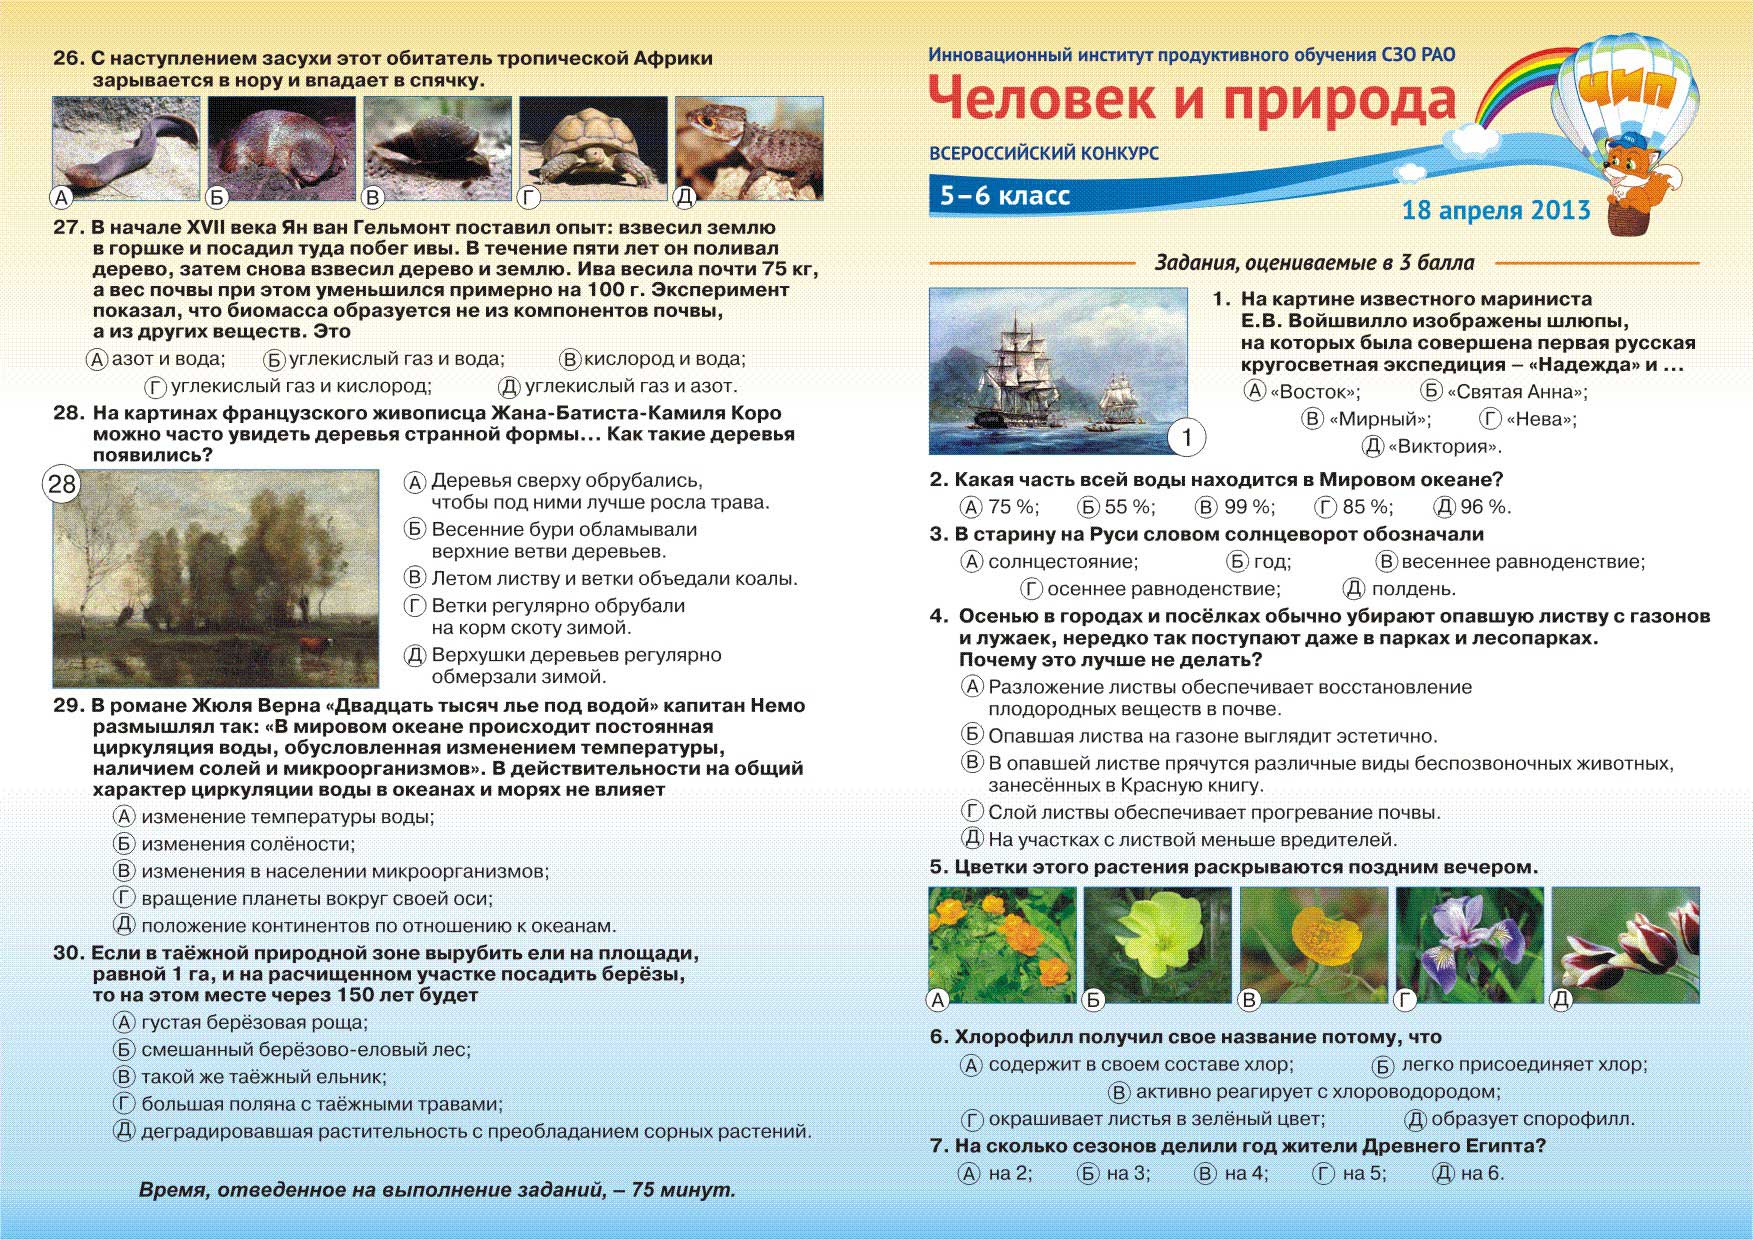 26. С наступлением засухи этот обитатель тропической Африки
зарывается в нору и впадает в спячку.
А Б В Г Д
27. В начале XVII века Ян ван Гельмонт поставил опыт: взвесил землю
в горшке и посадил туда побег ивы. В течение пяти лет он поливал
дерево, затем снова взвесил дерево и землю. Ива весила почти 75 кг,
а вес почвы при этом уменьшился примерно на 100 г. Эксперимент
показал, что биомасса образуется не из компонентов почвы,
а из других веществ. Это
А азот и вода; Б углекислый газ и вода; В кислород и вода;
Г углекислый газ и кислород; Д углекислый газ и азот.
28. На картинах французского живописца Жана-Батиста-Камиля Коро
можно часто увидеть деревья странной формы... Как такие деревья
появились?
28
А Деревья сверху обрубались,
чтобы под ними лучше росла трава.
Б Весенние бури обламывали
верхние ветви деревьев.
В Летом листву и ветки объедали коалы.
Г Ветки регулярно обрубали
на корм скоту зимой.
Д Верхушки деревьев регулярно
обмерзали зимой.
29. В романе Жюля Верна «Двадцать тысяч лье под водой» капитан Немо
размышлял так: «В мировом океане происходит постоянная
циркуляция воды, обусловленная изменением температуры,
наличием солей и микроорганизмов». В действительности на общий
характер циркуляции воды в океанах и морях не влияет
А изменение температуры воды;
Б изменения солёности;
В изменения в населении микроорганизмов;
Г вращение планеты вокруг своей оси;
Д положение континентов по отношению к океанам.
30. Если в таёжной природной зоне вырубить ели на площади,
равной 1 га, и на расчищенном участке посадить берёзы,
то на этом месте через 150 лет будет
А густая берёзовая роща;
Б смешанный берёзово-еловый лес;
В такой же таёжный ельник;
Г большая поляна с таёжными травами;
Д деградировавшая растительность с преобладанием сорных растений.
Время, отведенное на выполнение заданий, – 75 минут.
Инновационный институт продуктивного обучения СЗО РАО
Человек и природа
ЧИП
ВСЕРОССИЙСКИЙ КОНКУРС
5–6 класс
18 апреля 2013
Задания, оцениваемые в 3 балла
1. На картине известного мариниста
Е.В. Войшвилло изображены шлюпы,
на которых была совершена первая русская
кругосветная экспедиция – «Надежда» и ...
А «Восток»; Б «Святая Анна»;
В «Мирный»; Г «Нева»;
Д «Виктория».
1
2. Какая часть всей воды находится в Мировом океане?
А 75 %; Б 55 %; В 99 %; Г 85 %; Д 96 %.
3. В старину на Руси словом солнцеворот обозначали
А солнцестояние; Б год; В весеннее равноденствие;
Г осеннее равноденствие; Д полдень.
4. Осенью в городах и посёлках обычно убирают опавшую листву с газонов
и лужаек, нередко так поступают даже в парках и лесопарках.
Почему это лучше не делать?
А Разложение листвы обеспечивает восстановление
плодородных веществ в почве.
Б Опавшая листва на газоне выглядит эстетично.
В В опавшей листве прячутся различные виды беспозвоночных животных,
занесённых в Красную книгу.
Г Слой листвы обеспечивает прогревание почвы.
Д На участках с листвой меньше вредителей.
5. Цветки этого растения раскрываются поздним вечером.
А Б В Г Д
6. Хлорофилл получил свое название потому, что
А содержит в своем составе хлор; Б легко присоединяет хлор;
В активно реагирует с хлороводородом;
Г окрашивает листья в зелёный цвет; Д образует спорофилл.
7. На сколько сезонов делили год жители Древнего Египта?
А на 2; Б на 3; В на 4; Г на 5; Д на 6.